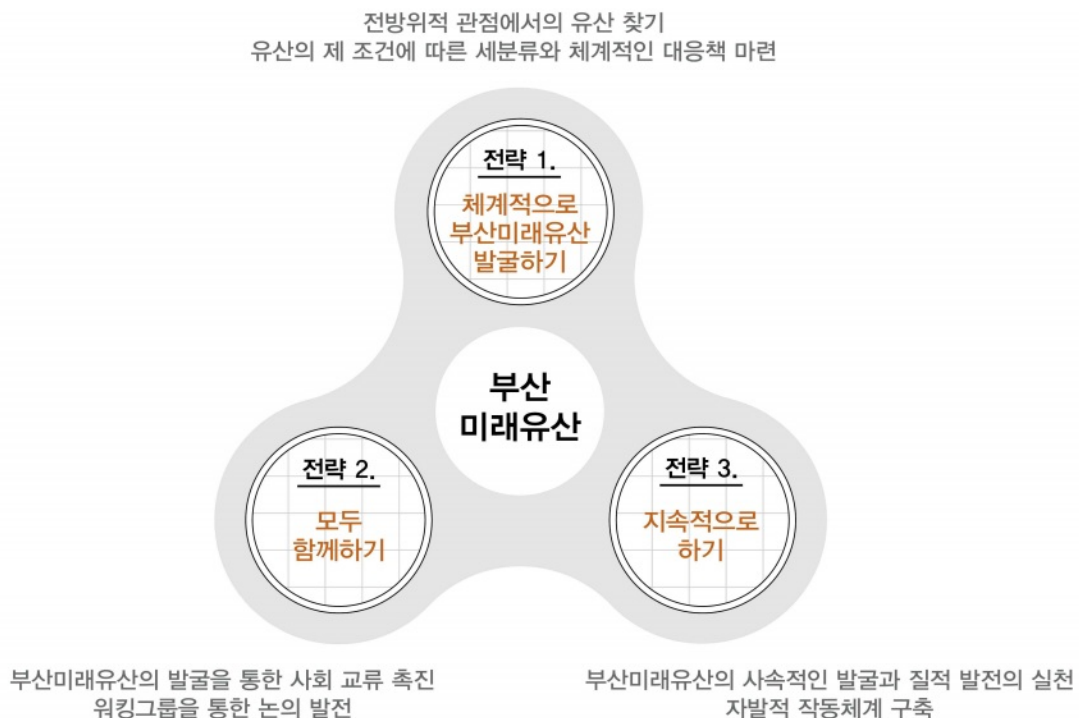 전방위적 관점에서의 유산 찾기
유산의 제 조건에 따른 세분류와 체계적인 대응책 마련
전략 1.
체계적으로
부산미래유산
발굴하기
부산
미래유산
전략 2.
모두
함께하기
전략 3.
지속적으로
하기
부산미래유산의 발굴을 통한 사회 교류 촉진
워킹그룹을 통한 논의 발전
부산미래유산의 사속적인 발굴과 질적 발전의 실천
자발적 작동체계 구축